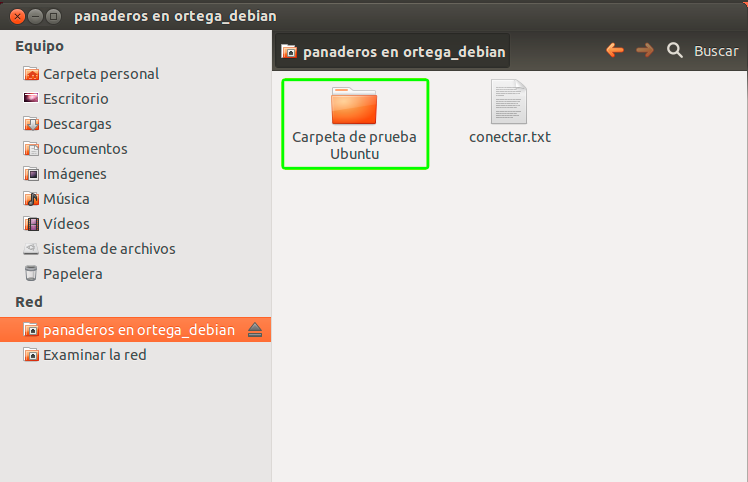 panaderos en ortega_debian
Equipo
Carpeta personal
Escritorio
Descargas
Documentos
Imágenes
Música
Vídeos
Sistema de archivos
Papelera
Red
panaderos en ortega_debian
Examinar la red
panaderos en ortega_debian
Buscar
Carpeta de prueba
Ubuntu
conectar.txt